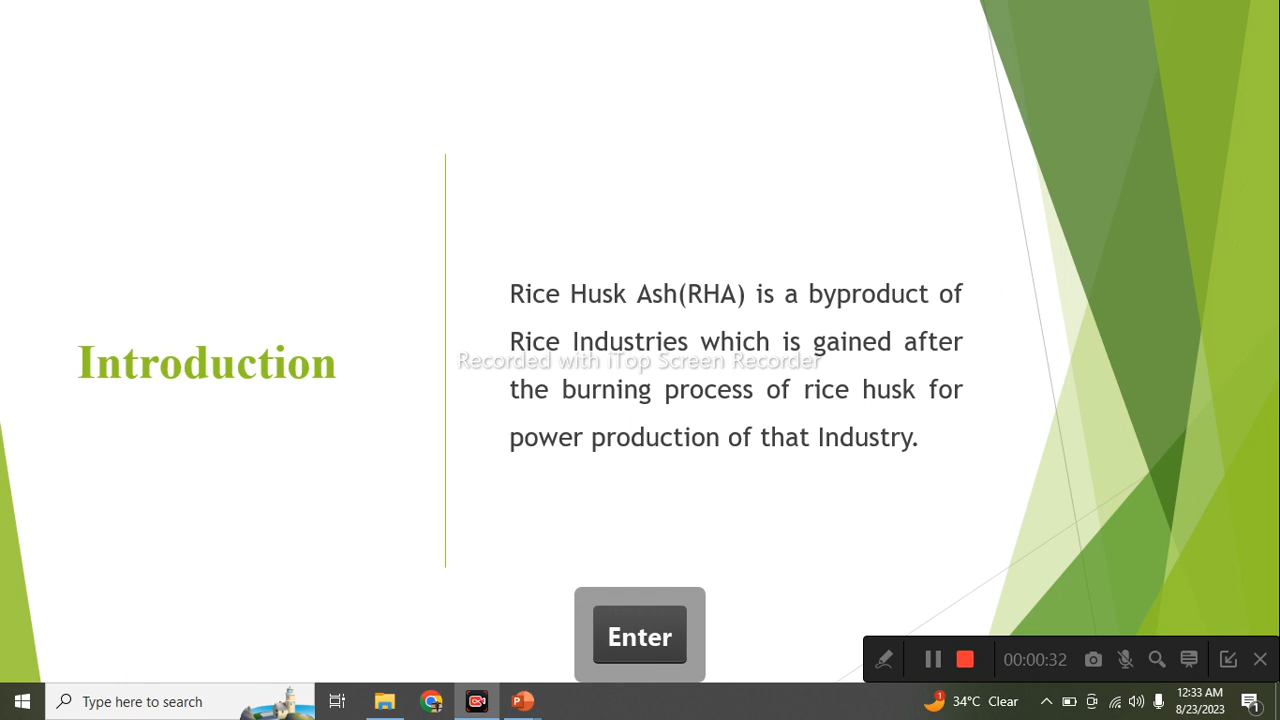 Rice Husk Ash(RHA) is a byproduct of
Rice Industries which is gained after
Introduction
Recorded with iTop Screen Recorder
the burning process of rice husk for
power production of that Industry.
Enter
00:00:32
Type here to search
1
34°C Clear
12:33 AM
8/23/2023
1